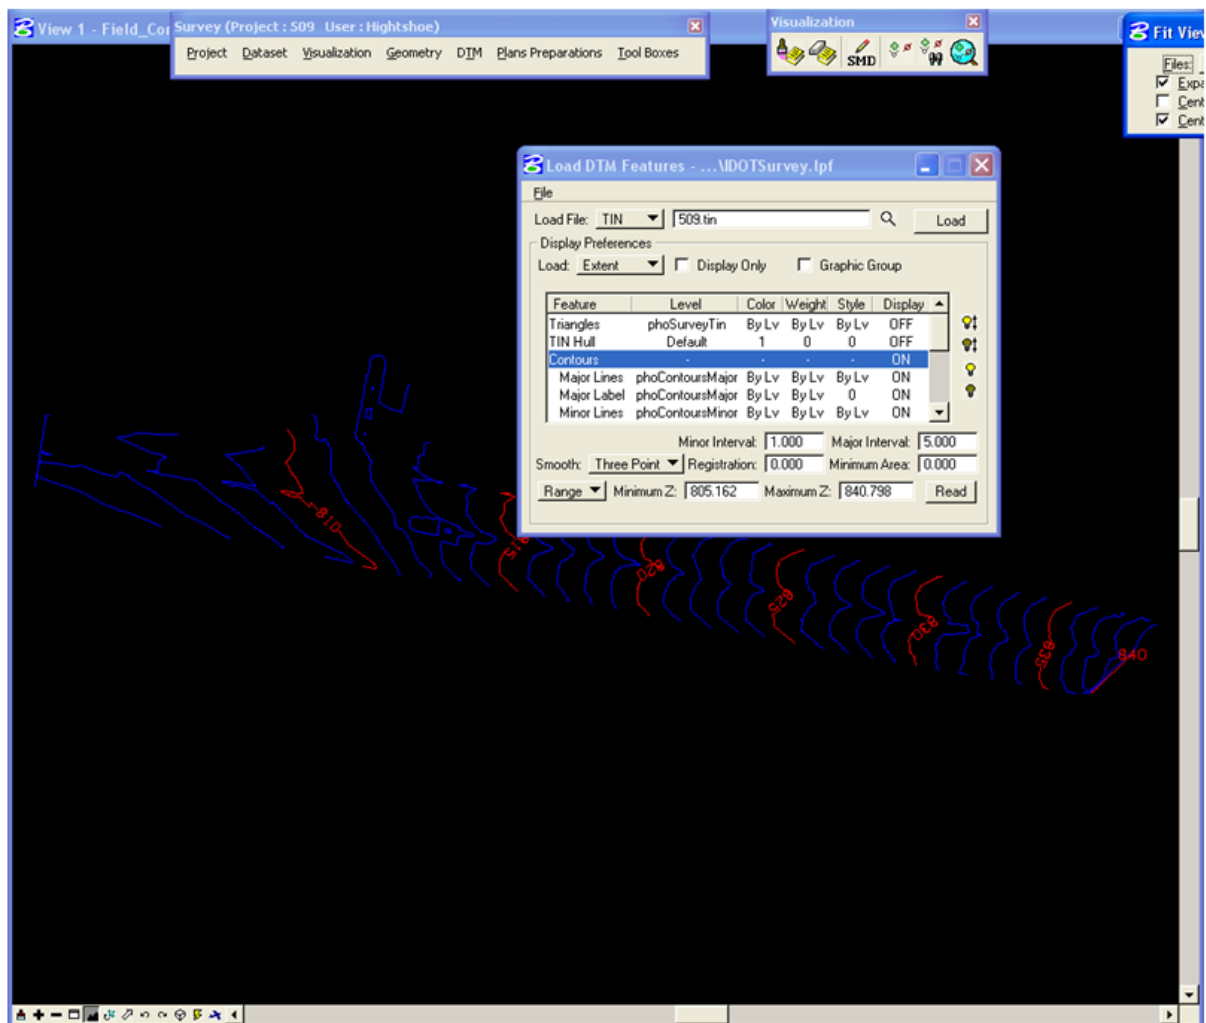 View 1 - Field_Cor
Survey (Project : 509 User : Hightshoe)
Project Dataset Visualization Geometry DTM Plans Preparations Tool Boxes
Visualization
SMD
Fit View
Files:
Expa
Cent
Cent
Load DTM Features - ...\IDOTSurvey.lpf
File
Load File: TIN 509.tin Load
Display Preferences
Load: Extent Display Only Graphic Group
Feature Level Color Weight Style Display
Triangles phoSurveyTin By Lv By Lv By Lv OFF
TIN Hull Default 1 0 0 OFF
Contours - - - - ON
Major Lines phoContoursMajor By Lv By Lv By Lv ON
Major Label phoContoursMajor By Lv By Lv 0 ON
Minor Lines phoContoursMinor By Lv By Lv By Lv ON
Minor Interval: 1.000 Major Interval: 5.000
Smooth: Three Point Registration: 0.000 Minimum Area: 0.000
Range Minimum Z: 805.162 Maximum Z: 840.798 Read
810
815
820
825
830
835
840